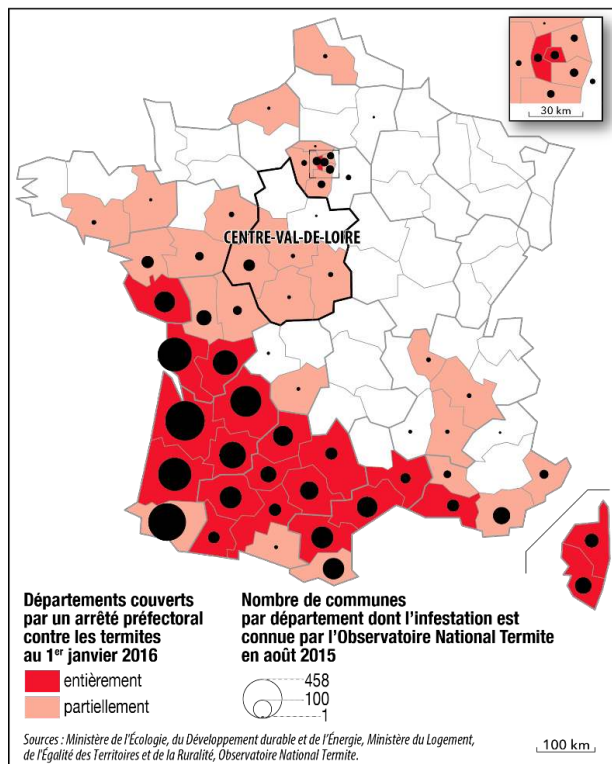 30 km
CENTRE-VAL-DE-LOIRE
Départements couverts
par un arrêté préfectoral
contre les termites
au 1er janvier 2016
entièrement
partiellement
Nombre de communes
par département dont l'infestation est
connue par l'Observatoire National Termite
en août 2015
458
100
1
Sources : Ministère de l'Écologie, du Développement durable et de l'Énergie, Ministère du Logement,
de l'Égalité des Territoires et de la Ruralité, Observatoire National Termite.
100 km